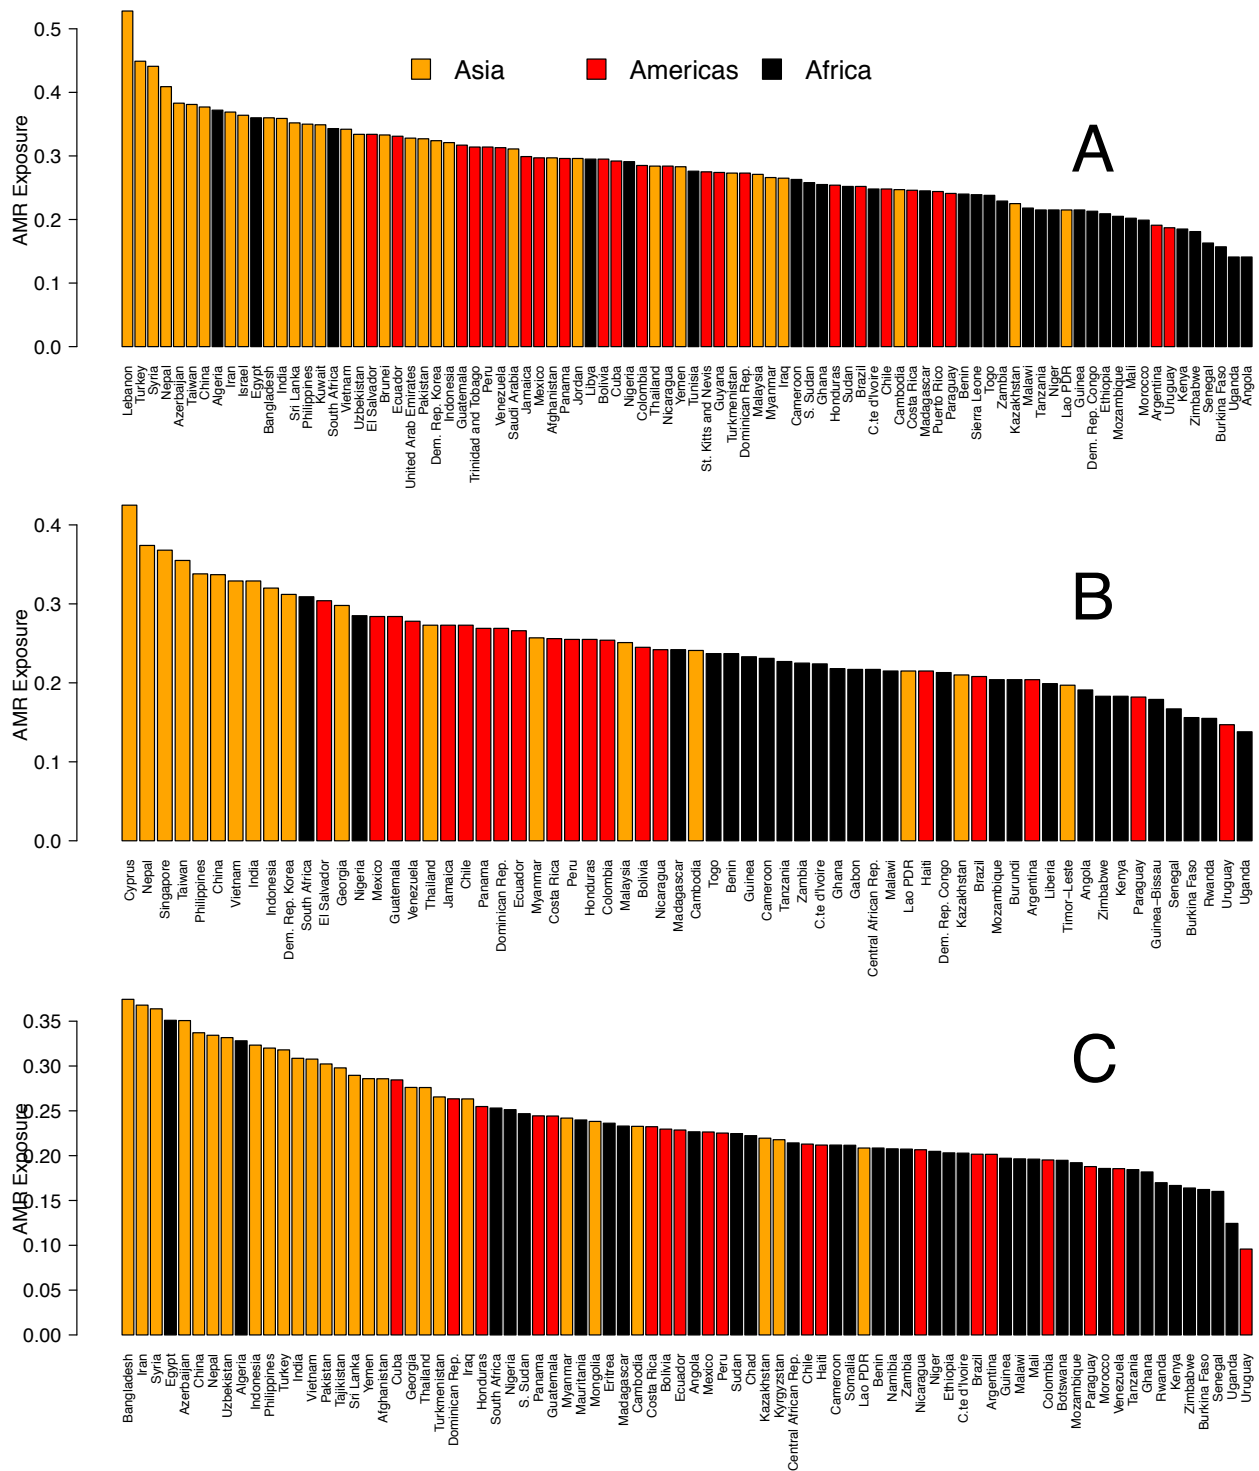 Asia Americas Africa
A
AMR Exposure
0.5
0.4
0.3
0.2
0.1
0.0
Lebanon
Turkey
Syria
Nepal
Azerbaijan
Taiwan
China
Algeria
Iran
Israel
Egypt
Bangladesh
India
Sri Lanka
Philippines
Kuwait
South Africa
Vietnam
Uzbekistan
El Salvador
Brunei
Ecuador
United Arab Emirates
Pakistan
Dem. Rep. Korea
Indonesia
Guatemala
Trinidad and Tobago
Peru
Venezuela
Saudi Arabia
Jamaica
Mexico
Afghanistan
Panama
Jordan
Libya
Bolivia
Cuba
Nigeria
Colombia
Thailand
Nicaragua
Yemen
Tunisia
St. Kitts and Nevis
Guyana
Turkmenistan
Dominican Rep.
Malaysia
Myanmar
Iraq
Cameroon
S. Sudan
Ghana
Honduras
Sudan
Brazil
C.te d'Ivoire
Chile
Cambodia
Costa Rica
Madagascar
Puerto Rico
Paraguay
Benin
Sierra Leone
Togo
Zambia
Kazakhstan
Malawi
Tanzania
Niger
Lao PDR
Guinea
Dem. Rep. Congo
Ethiopia
Mozambique
Mali
Morocco
Argentina
Uruguay
Kenya
Zimbabwe
Senegal
Burkina Faso
Uganda
Angola
B
AMR Exposure
0.4
0.3
0.2
0.1
0.0
Cyprus
Nepal
Singapore
Taiwan
Philippines
China
Vietnam
India
Indonesia
Dem. Rep. Korea
South Africa
El Salvador
Georgia
Nigeria
Mexico
Guatemala
Venezuela
Thailand
Jamaica
Chile
Panama
Dominican Rep.
Ecuador
Myanmar
Costa Rica
Peru
Honduras
Colombia
Malaysia
Bolivia
Nicaragua
Madagascar
Cambodia
Togo
Benin
Guinea
Cameroon
Tanzania
Zambia
C.te d'Ivoire
Ghana
Gabon
Central African Rep.
Malawi
Lao PDR
Haiti
Dem. Rep. Congo
Kazakhstan
Brazil
Mozambique
Burundi
Argentina
Liberia
Timor−Leste
Angola
Zimbabwe
Kenya
Paraguay
Guinea−Bissau
Senegal
Burkina Faso
Rwanda
Uruguay
Uganda
C
AMR Exposure
0.35
0.30
0.25
0.20
0.15
0.10
0.05
0.00
Bangladesh
Iran
Syria
Egypt
Azerbaijan
China
Nepal
Uzbekistan
Algeria
Indonesia
Philippines
Turkey
India
Vietnam
Pakistan
Tajikistan
Sri Lanka
Yemen
Afghanistan
Cuba
Georgia
Thailand
Turkmenistan
Dominican Rep.
Iraq
Honduras
South Africa
Nigeria
S. Sudan
Panama
Guatemala
Myanmar
Mauritania
Mongolia
Eritrea
Madagascar
Cambodia
Costa Rica
Bolivia
Ecuador
Angola
Mexico
Peru
Sudan
Chad
Kazakhstan
Kyrgyzstan
Central African Rep.
Chile
Haiti
Cameroon
Somalia
Lao PDR
Benin
Namibia
Zambia
Nicaragua
Niger
Ethiopia
C.te d'Ivoire
Brazil
Argentina
Guinea
Malawi
Mali
Colombia
Botswana
Mozambique
Paraguay
Morocco
Venezuela
Tanzania
Ghana
Rwanda
Kenya
Zimbabwe
Burkina Faso
Senegal
Uganda
Uruguay